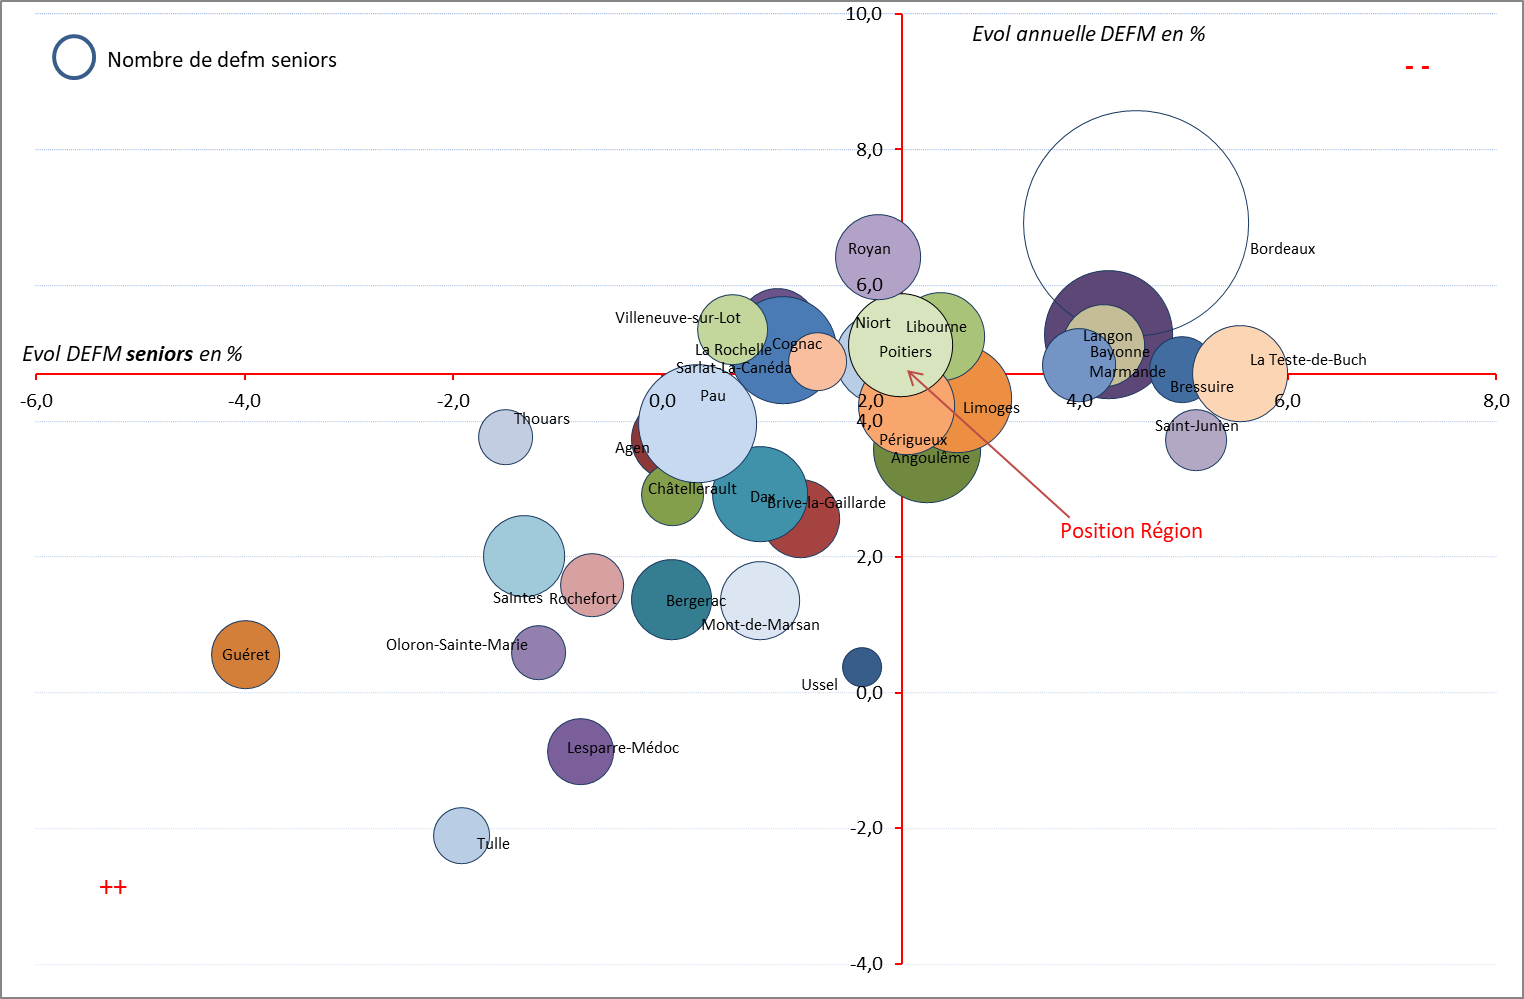 10,0
Evol annuelle DEFM en %
Nombre de defm seniors
- -
8,0
Bordeaux
Royan
6,0
Villeneuve-sur-Lot
Niort
Libourne
Langon
La Rochelle
Cognac
Poitiers
Bayonne
Evol DEFM seniors en %
La Teste-de-Buch
Sarlat-La-Canéda
Marmande
Bressuire
Pau
-6,0
-4,0
-2,0
0,0
2,0
4,0
6,0
8,0
Limoges
Thouars
4,0
Saint-Junien
Agen
Périgueux
Angoulême
Châtellerault
Dax
Brive-la-Gaillarde
Position Région
2,0
Saintes
Rochefort
Bergerac
Mont-de-Marsan
Oloron-Sainte-Marie
Guéret
Ussel
0,0
Lesparre-Médoc
-2,0
Tulle
++
-4,0